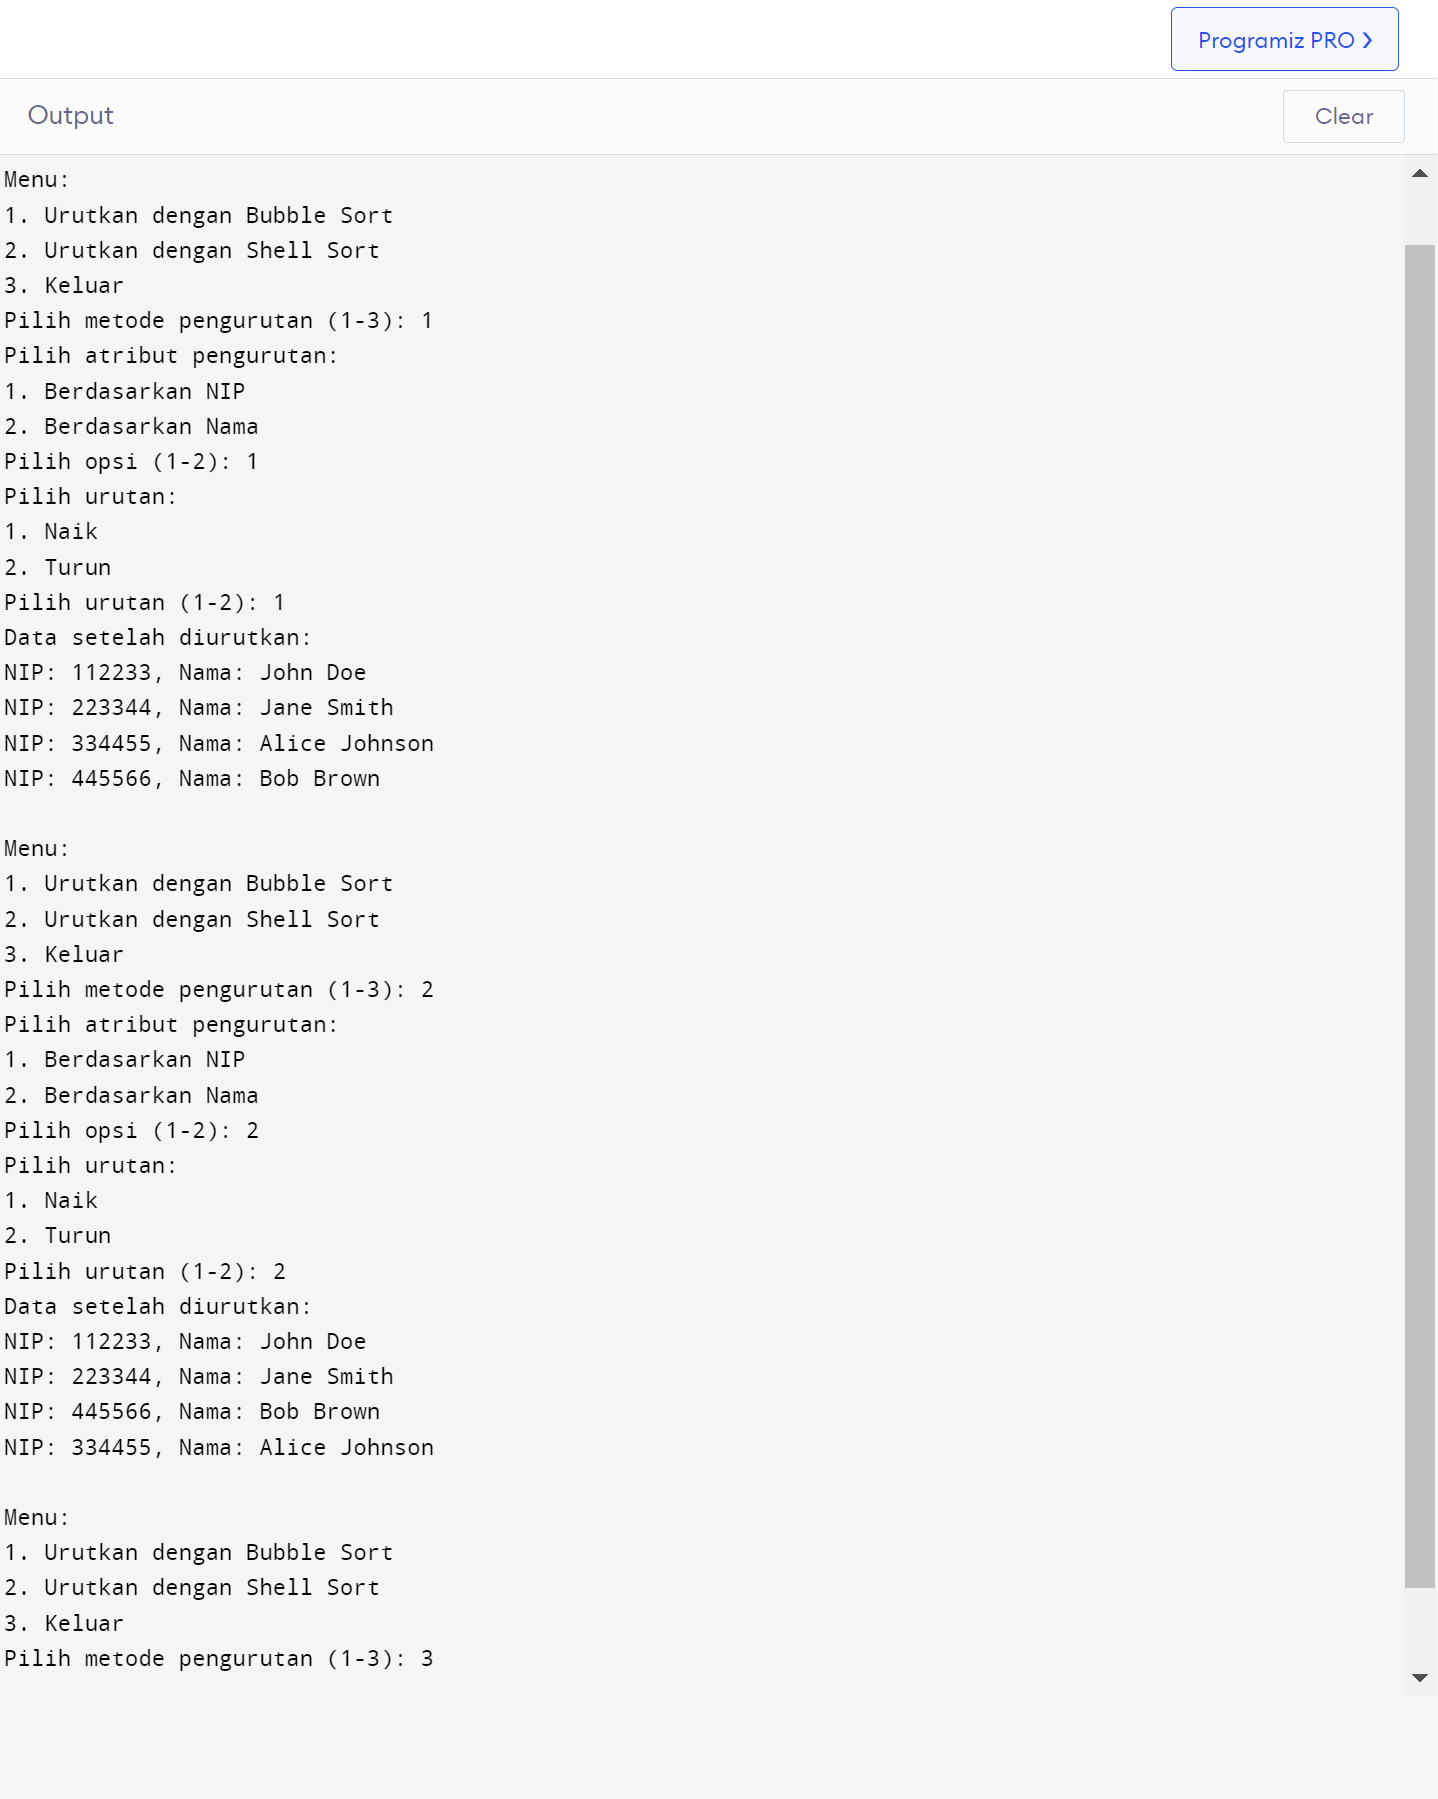 Programiz PRO ❯
Output
Clear
Menu:
1. Urutkan dengan Bubble Sort
2. Urutkan dengan Shell Sort
3. Keluar
Pilih metode pengurutan (1-3): 1
Pilih atribut pengurutan:
1. Berdasarkan NIP
2. Berdasarkan Nama
Pilih opsi (1-2): 1
Pilih urutan:
1. Naik
2. Turun
Pilih urutan (1-2): 1
Data setelah diurutkan:
NIP: 112233, Nama: John Doe
NIP: 223344, Nama: Jane Smith
NIP: 334455, Nama: Alice Johnson
NIP: 445566, Nama: Bob Brown
Menu:
1. Urutkan dengan Bubble Sort
2. Urutkan dengan Shell Sort
3. Keluar
Pilih metode pengurutan (1-3): 2
Pilih atribut pengurutan:
1. Berdasarkan NIP
2. Berdasarkan Nama
Pilih opsi (1-2): 2
Pilih urutan:
1. Naik
2. Turun
Pilih urutan (1-2): 2
Data setelah diurutkan:
NIP: 112233, Nama: John Doe
NIP: 223344, Nama: Jane Smith
NIP: 445566, Nama: Bob Brown
NIP: 334455, Nama: Alice Johnson
Menu:
1. Urutkan dengan Bubble Sort
2. Urutkan dengan Shell Sort
3. Keluar
Pilih metode pengurutan (1-3): 3